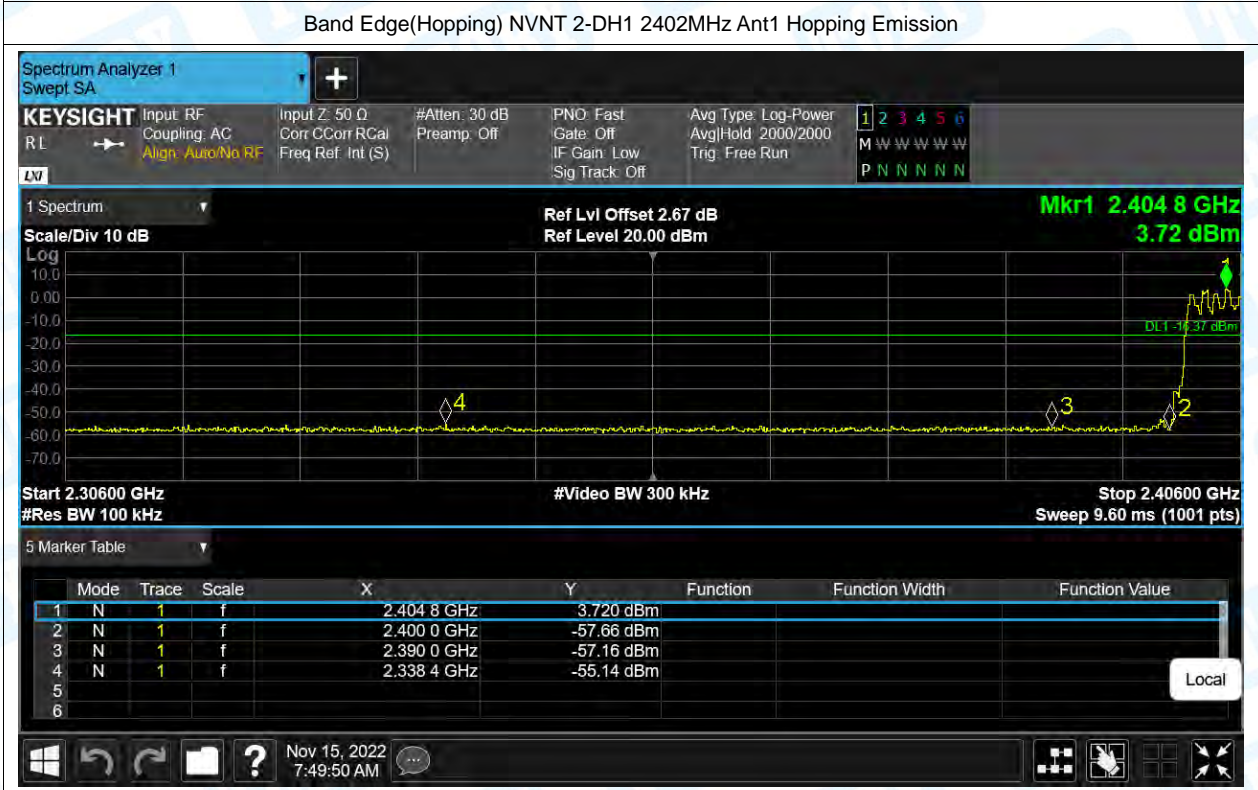 Band Edge(Hopping) NVNT 2-DH1 2402MHz Ant1 Hopping Emission
Spectrum Analyzer 1
Swept SA
+
KEYSIGHT
RL
LXI
Input: RF
Coupling: AC
Align: Auto/No RF
Input Z: 50 Ω
Corr CCorr RCal
Freq Ref: Int (S)
#Atten: 30 dB
Preamp: Off
PNO: Fast
Gate: Off
IF Gain: Low
Sig Track: Off
Avg Type: Log-Power
Avg|Hold: 2000/2000
Trig: Free Run
1 2 3 4 5 6
M W W W W W
P N N N N N
1 Spectrum
Scale/Div 10 dB
Ref Lvl Offset 2.67 dB
Ref Level 20.00 dBm
Mkr1 2.404 8 GHz
3.72 dBm
Log
10.0
0.00
-10.0
-20.0
-30.0
-40.0
-50.0
-60.0
-70.0
1
DL1 -16.37 dBm
4
3
2
Start 2.30600 GHz
#Res BW 100 kHz
#Video BW 300 kHz
Stop 2.40600 GHz
Sweep 9.60 ms (1001 pts)
5 Marker Table
Mode Trace Scale X Y Function Function Width Function Value
1 N 1 f 2.404 8 GHz 3.720 dBm
2 N 1 f 2.400 0 GHz -57.66 dBm
3 N 1 f 2.390 0 GHz -57.16 dBm
4 N 1 f 2.338 4 GHz -55.14 dBm
5
6
Local
?
Nov 15, 2022
7:49:50 AM